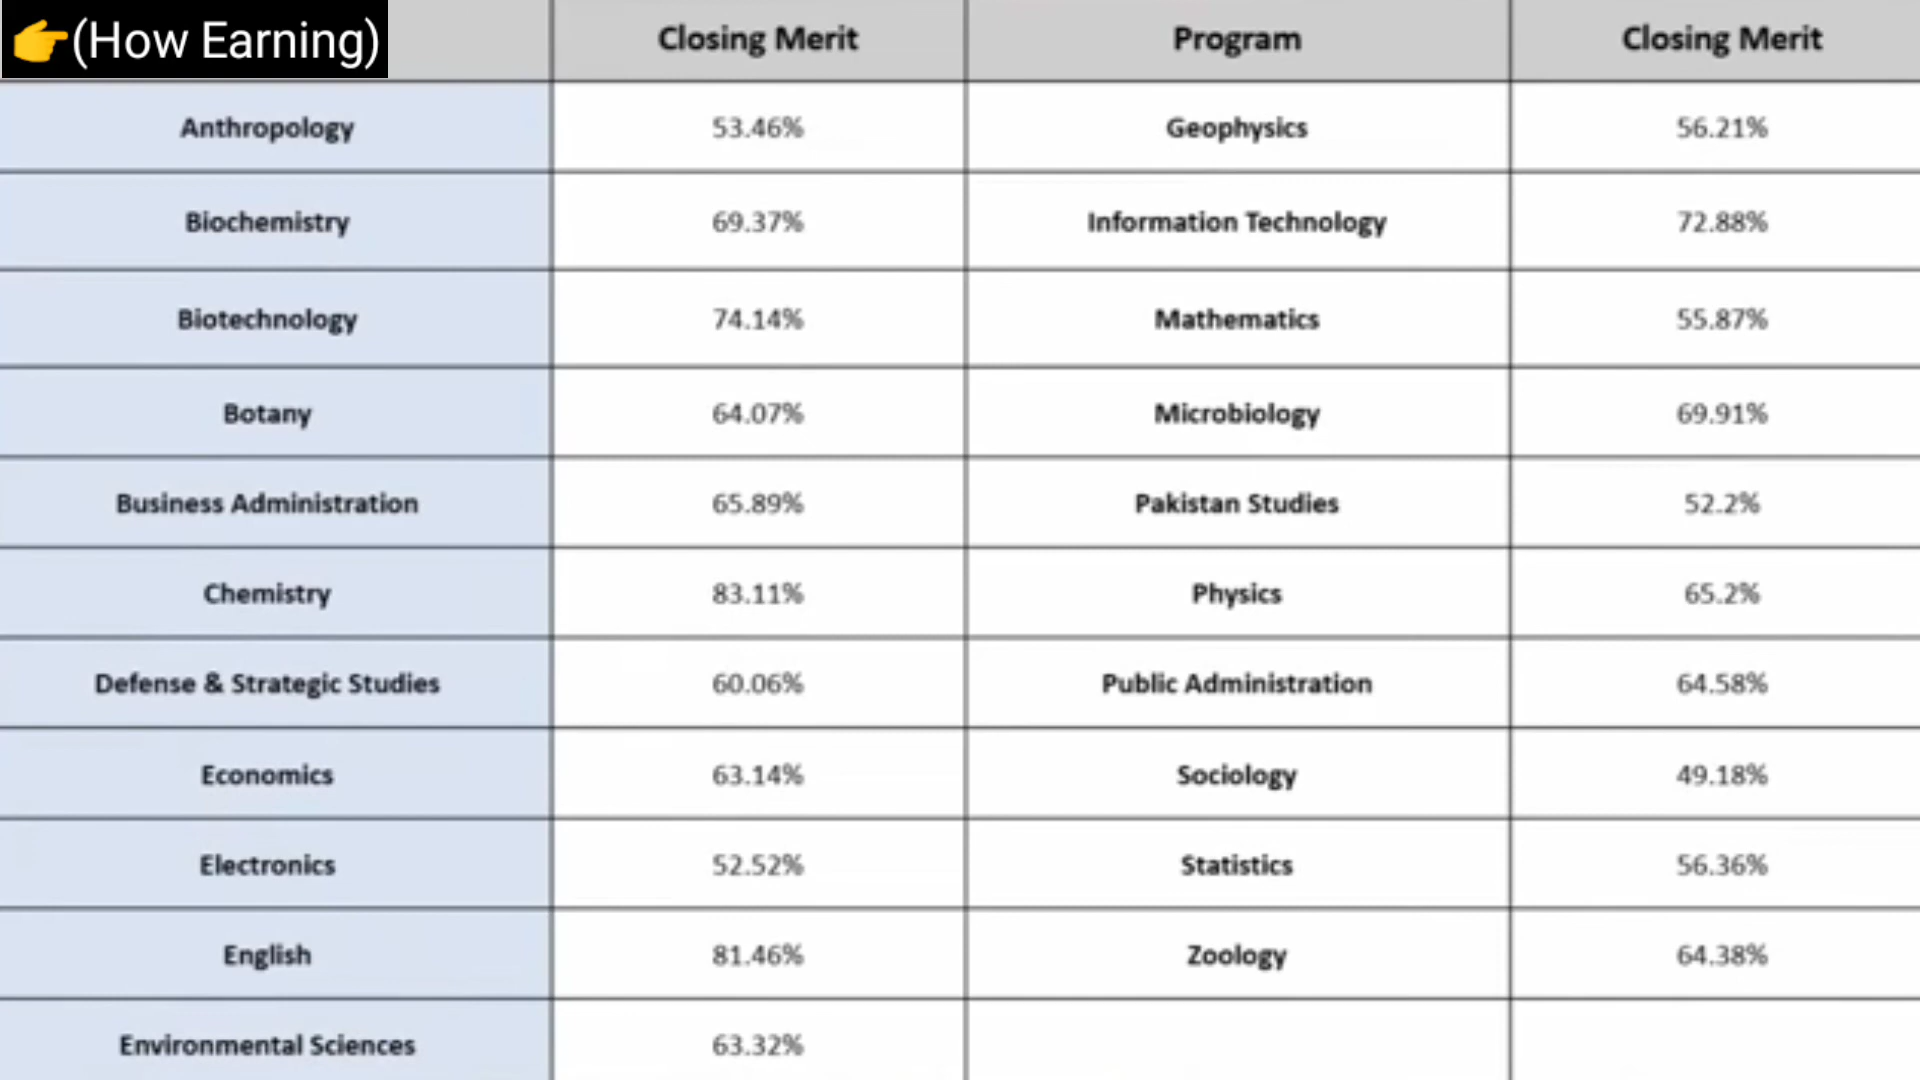 👉(How Earning) Closing Merit Program Closing Merit
Anthropology 53.46% Geophysics 56.21%
Biochemistry 69.37% Information Technology 72.88%
Biotechnology 74.14% Mathematics 55.87%
Botany 64.07% Microbiology 69.91%
Business Administration 65.89% Pakistan Studies 52.2%
Chemistry 83.11% Physics 65.2%
Defense & Strategic Studies 60.06% Public Administration 64.58%
Economics 63.14% Sociology 49.18%
Electronics 52.52% Statistics 56.36%
English 81.46% Zoology 64.38%
Environmental Sciences 63.32%